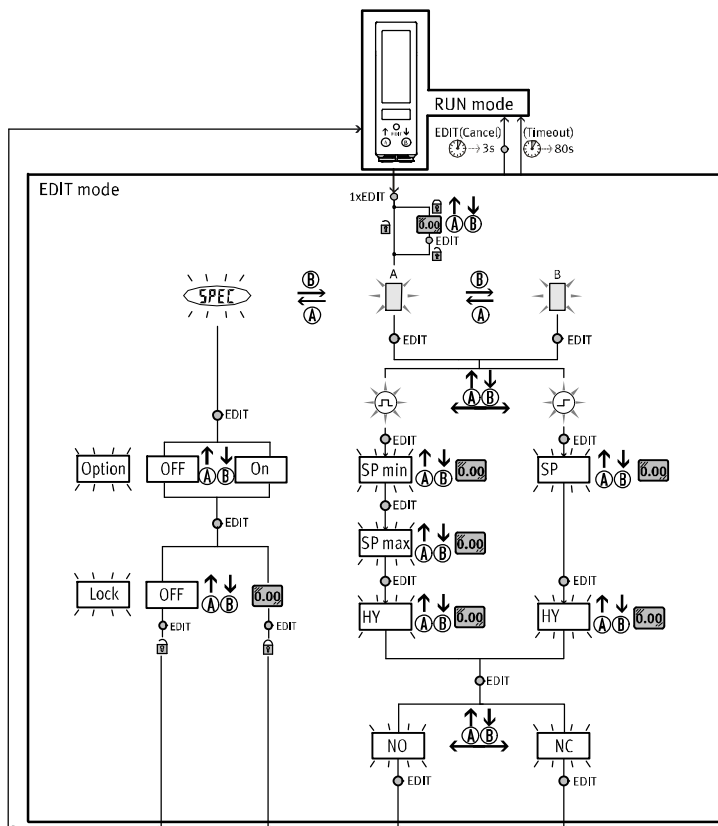 RUN mode
EDIT
A B
EDIT(Cancel) (Timeout)
→3s →80s
EDIT mode
1xEDIT
0.00 A B
EDIT
A B
SPEC B A B A
EDIT EDIT
A B
EDIT
EDIT EDIT
Option OFF A B On SP min A B 0.00 SP A B 0.00
EDIT
EDIT
SP max A B 0.00
EDIT EDIT
Lock OFF A B 0.00 HY A B 0.00 HY A B 0.00
EDIT EDIT
EDIT
A B
NO NC
EDIT EDIT